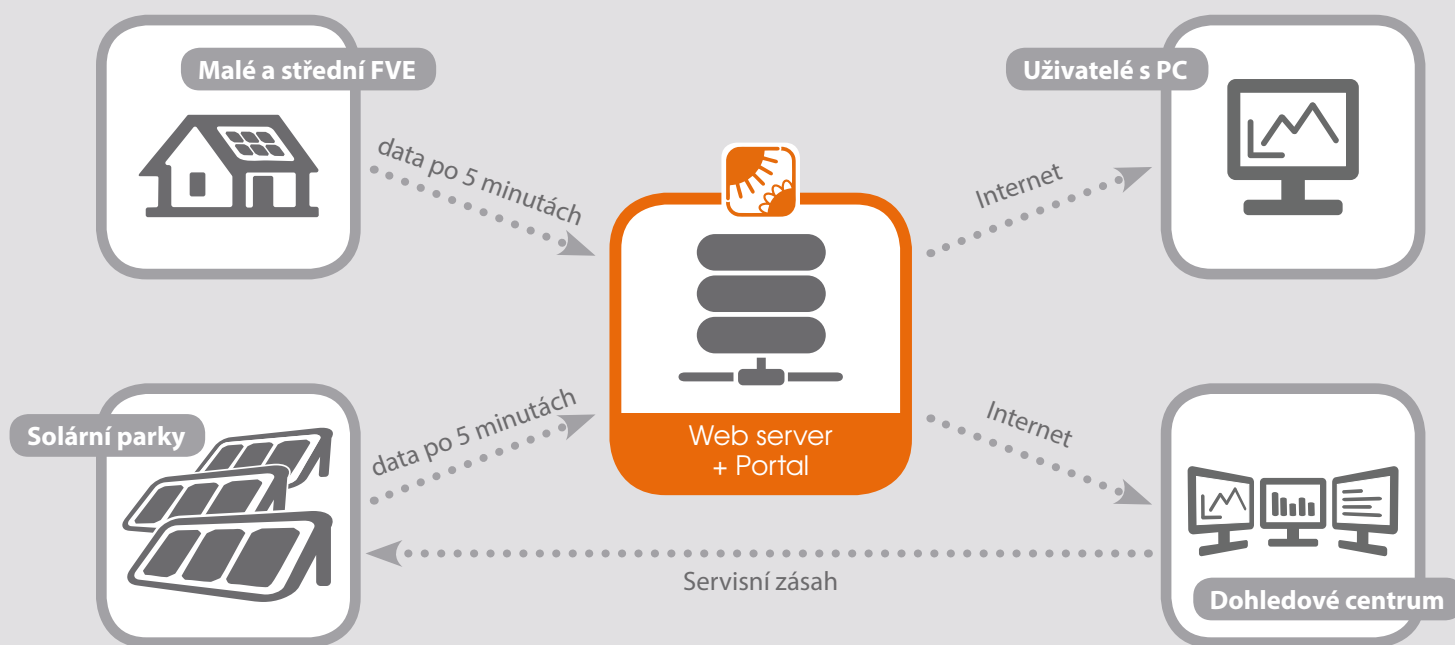 Malé a střední FVE
Uživatelé s PC
data po 5 minutách
Internet
Solární parky
data po 5 minutách
Web server
+ Portal
Internet
Servisní zásah
Dohledové centrum